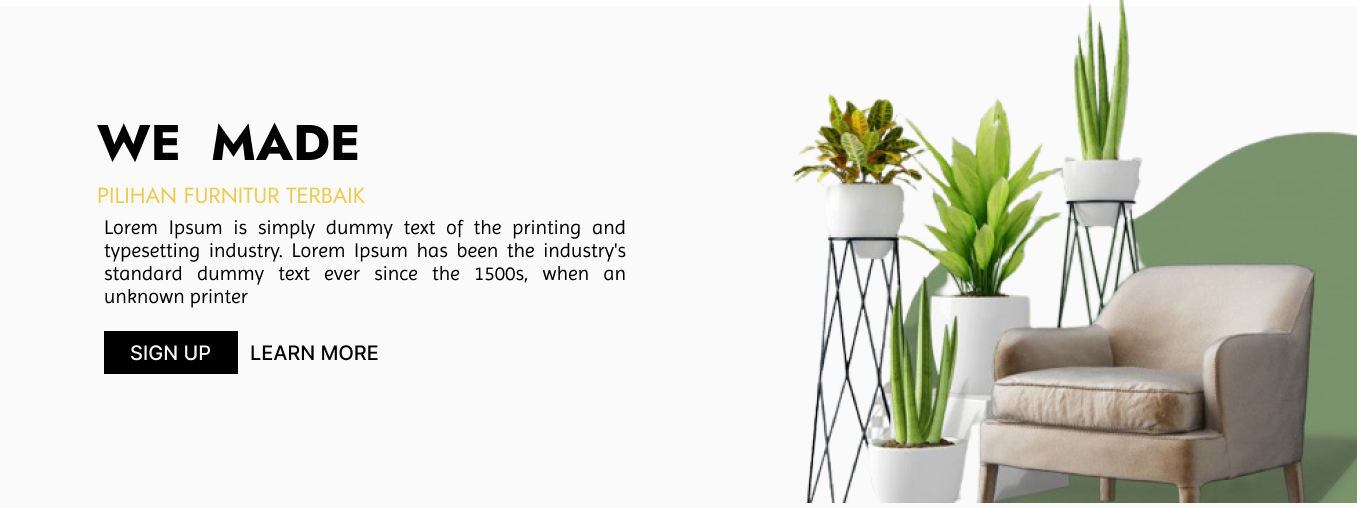 WE MADE
PILIHAN FURNITUR TERBAIK
Lorem Ipsum is simply dummy text of the printing and
typesetting industry. Lorem Ipsum has been the industry's
standard dummy text ever since the 1500s, when an
unknown printer
SIGN UP LEARN MORE